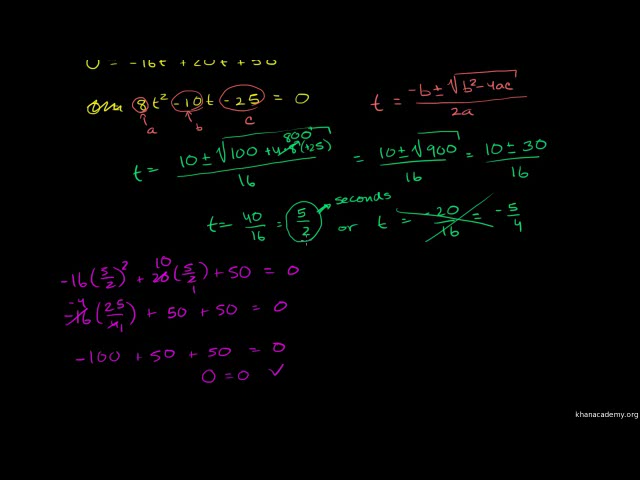 0 = -16t² + 20t + 50
8t² -10t -25 = 0
a b c
t = -b ± √b² - 4ac / 2a
t = 10 ± √100 + 4·8(+25) / 16 = 10 ± √900 / 16 = 10 ± 30 / 16
800
t = 40/16 = 5/2 seconds or t = -20/16 = -5/4
-16(5/2)² + 20(5/2) + 50 = 0
10 1
-16(25/4) + 50 + 50 = 0
-4 1
-100 + 50 + 50 = 0
0 = 0 ✓
khanacademy.org